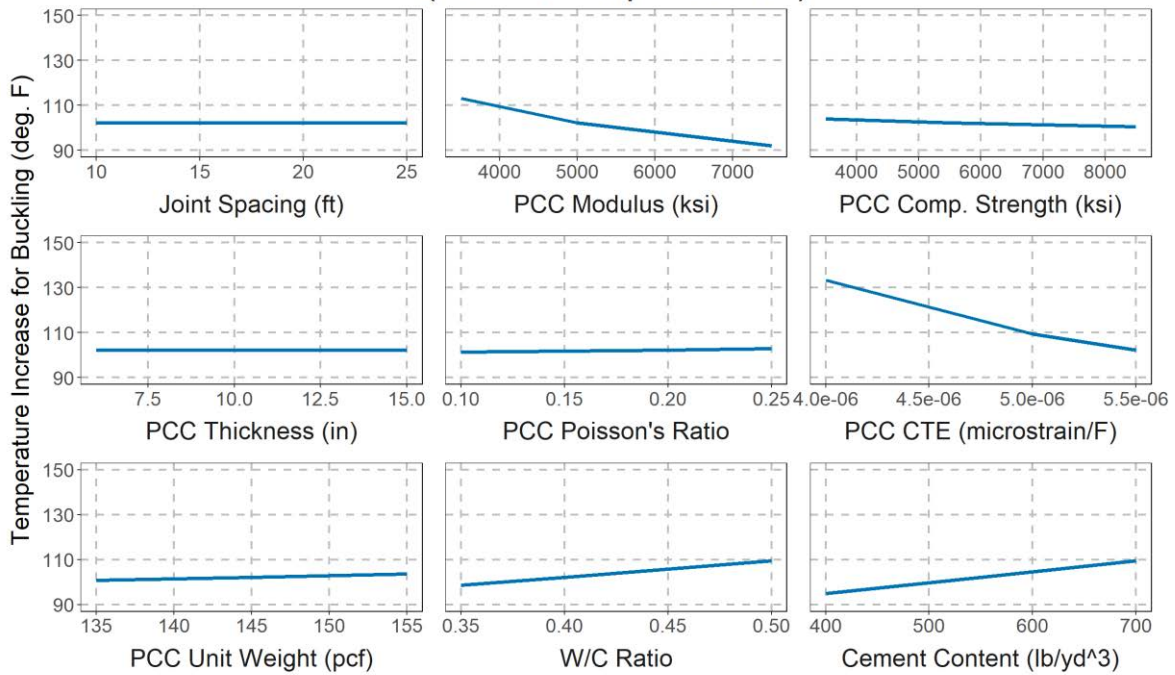 Temperature Increase for Buckling (deg. F)
150
130
110
90
10 15 20 25
Joint Spacing (ft)
4000 5000 6000 7000
PCC Modulus (ksi)
4000 5000 6000 7000 8000
PCC Comp. Strength (ksi)
150
130
110
90
7.5 10.0 12.5 15.0
PCC Thickness (in)
0.10 0.15 0.20 0.25
PCC Poisson's Ratio
4.0e-06 4.5e-06 5.0e-06 5.5e-06
PCC CTE (microstrain/F)
150
130
110
90
135 140 145 150 155
PCC Unit Weight (pcf)
0.35 0.40 0.45 0.50
W/C Ratio
400 500 600 700
Cement Content (lb/yd^3)